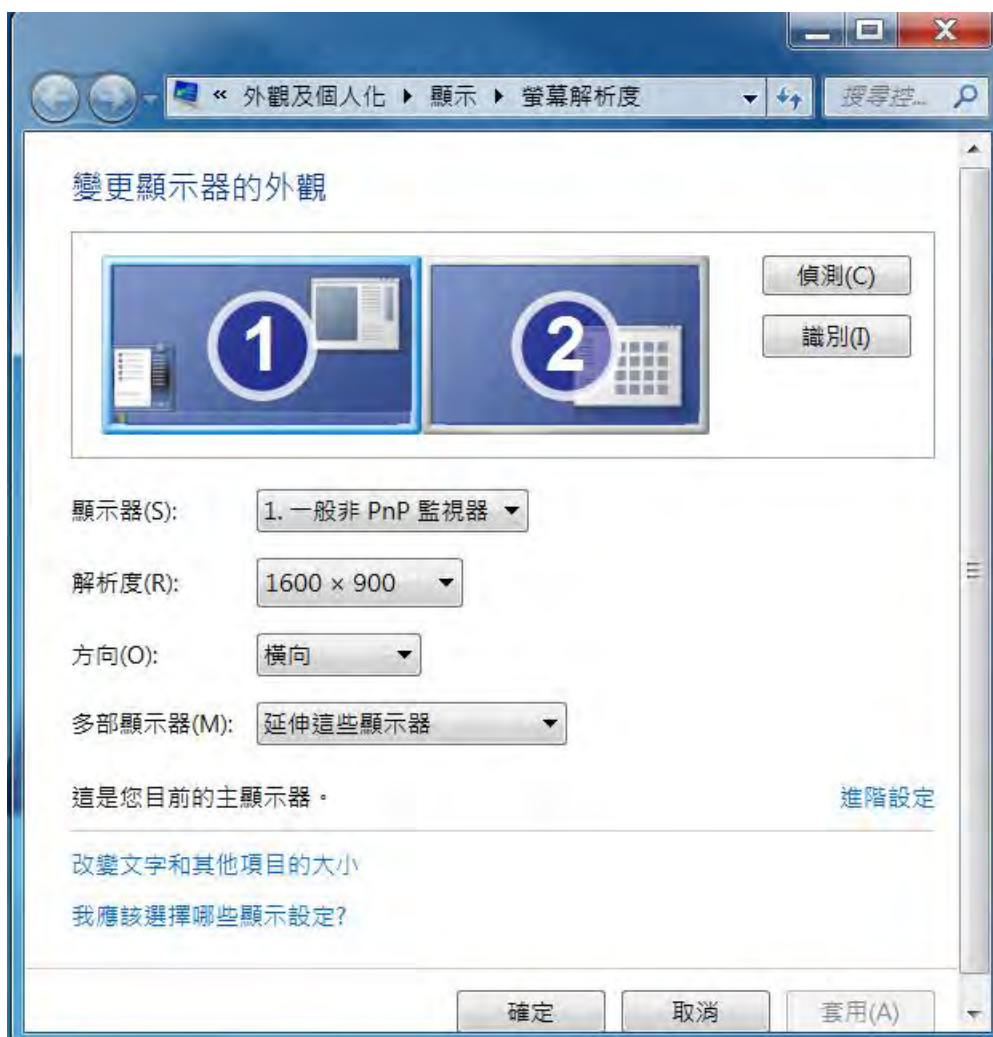 « 外觀及個人化 ▶ 顯示 ▶ 螢幕解析度 搜尋控...
變更顯示器的外觀
1 2
偵測(C)
識別(I)
顯示器(S): 1. 一般非 PnP 監視器
解析度(R): 1600 × 900
方向(O): 橫向
多部顯示器(M): 延伸這些顯示器
這是您目前的主顯示器。 進階設定
改變文字和其他項目的大小
我應該選擇哪些顯示設定?
確定 取消 套用(A)